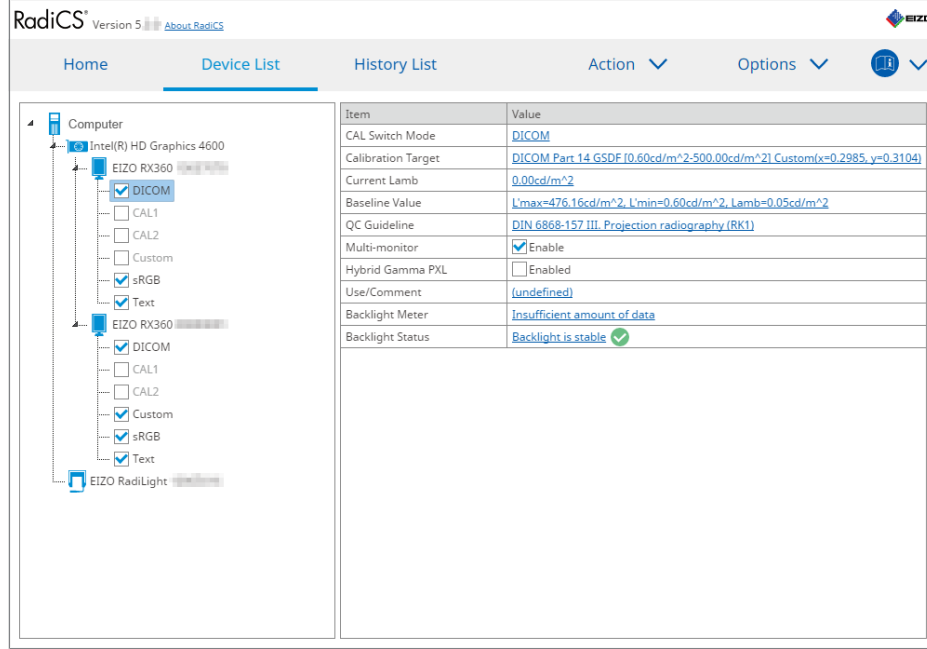 RadiCS® Version 5. About RadiCS
EIZO
Home Device List History List Action Options
Computer
Intel(R) HD Graphics 4600
EIZO RX360
DICOM
CAL1
CAL2
Custom
sRGB
Text
EIZO RX360
DICOM
CAL1
CAL2
Custom
sRGB
Text
EIZO RadiLight
Item Value
CAL Switch Mode DICOM
Calibration Target DICOM Part 14 GSDF [0.60cd/m^2-500.00cd/m^2] Custom(x=0.2985, y=0.3104)
Current Lamb 0.00cd/m^2
Baseline Value L'max=476.16cd/m^2, L'min=0.60cd/m^2, Lamb=0.05cd/m^2
QC Guideline DIN 6868-157 III. Projection radiography (RK1)
Multi-monitor Enable
Hybrid Gamma PXL Enabled
Use/Comment (undefined)
Backlight Meter Insufficient amount of data
Backlight Status Backlight is stable